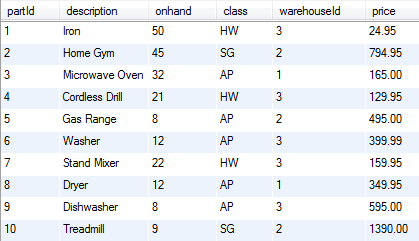 partId description onhand class warehouseId price
1 Iron 50 HW 3 24.95
2 Home Gym 45 SG 2 794.95
3 Microwave Oven 32 AP 1 165.00
4 Cordless Drill 21 HW 3 129.95
5 Gas Range 8 AP 2 495.00
6 Washer 12 AP 3 399.99
7 Stand Mixer 22 HW 3 159.95
8 Dryer 12 AP 1 349.95
9 Dishwasher 8 AP 3 595.00
10 Treadmill 9 SG 2 1390.00